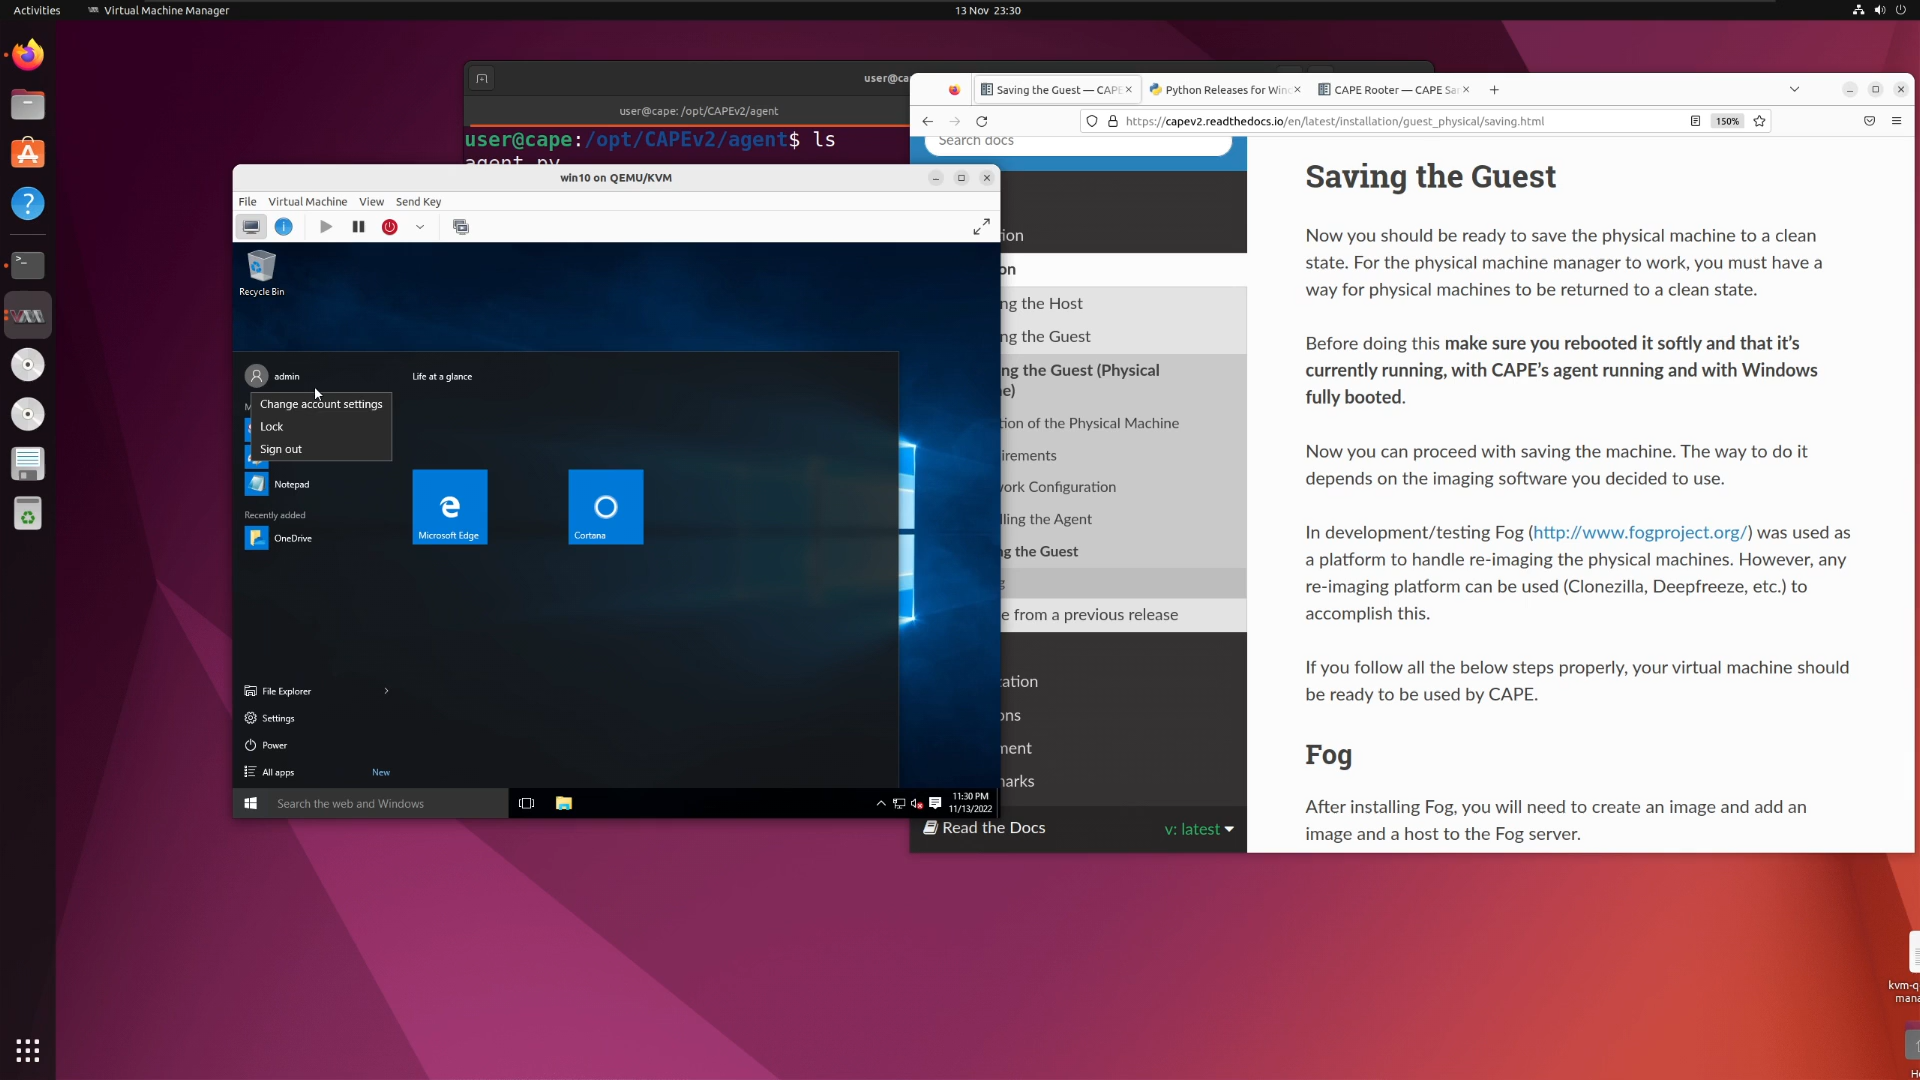 Activities
Virtual Machine Manager
13 Nov 23:30
user@ca
user@cape: /opt/CAPEv2/agent
user@cape:/opt/CAPEv2/agent$ ls
agent.py
Saving the Guest — CAPE
Python Releases for Wind
CAPE Rooter — CAPE Sa
https://capev2.readthedocs.io/en/latest/installation/guest_physical/saving.html
150%
Search docs
win10 on QEMU/KVM
File
Virtual Machine
View
Send Key
Recycle Bin
admin
Life at a glance
Change account settings
Lock
Sign out
Notepad
Recently added
OneDrive
Microsoft Edge
Cortana
File Explorer
Settings
Power
All apps
New
Search the web and Windows
11:30 PM
11/13/2022
ion
on
ng the Host
ng the Guest
ng the Guest (Physical
e)
tion of the Physical Machine
irements
ork Configuration
lling the Agent
g the Guest
g
e from a previous release
ation
ons
ment
arks
Read the Docs
v: latest
Saving the Guest
Now you should be ready to save the physical machine to a clean
state. For the physical machine manager to work, you must have a
way for physical machines to be returned to a clean state.
Before doing this make sure you rebooted it softly and that it’s
currently running, with CAPE’s agent running and with Windows
fully booted.
Now you can proceed with saving the machine. The way to do it
depends on the imaging software you decided to use.
In development/testing Fog (http://www.fogproject.org/) was used as
a platform to handle re-imaging the physical machines. However, any
re-imaging platform can be used (Clonezilla, Deepfreeze, etc.) to
accomplish this.
If you follow all the below steps properly, your virtual machine should
be ready to be used by CAPE.
Fog
After installing Fog, you will need to create an image and add an
image and a host to the Fog server.
kvm-q
mana